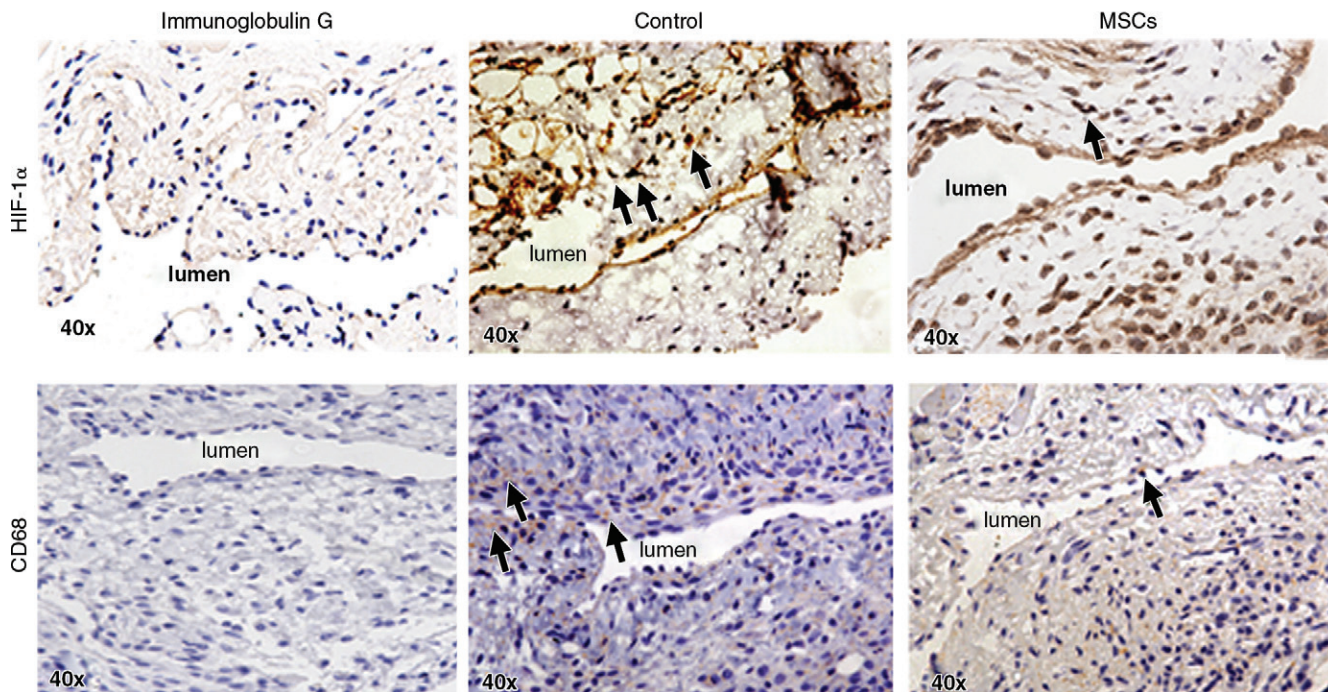 Immunoglobulin G
Control
MSCs
HIF-1α
lumen
40x
lumen
40x
lumen
40x
CD68
lumen
40x
lumen
40x
lumen
40x